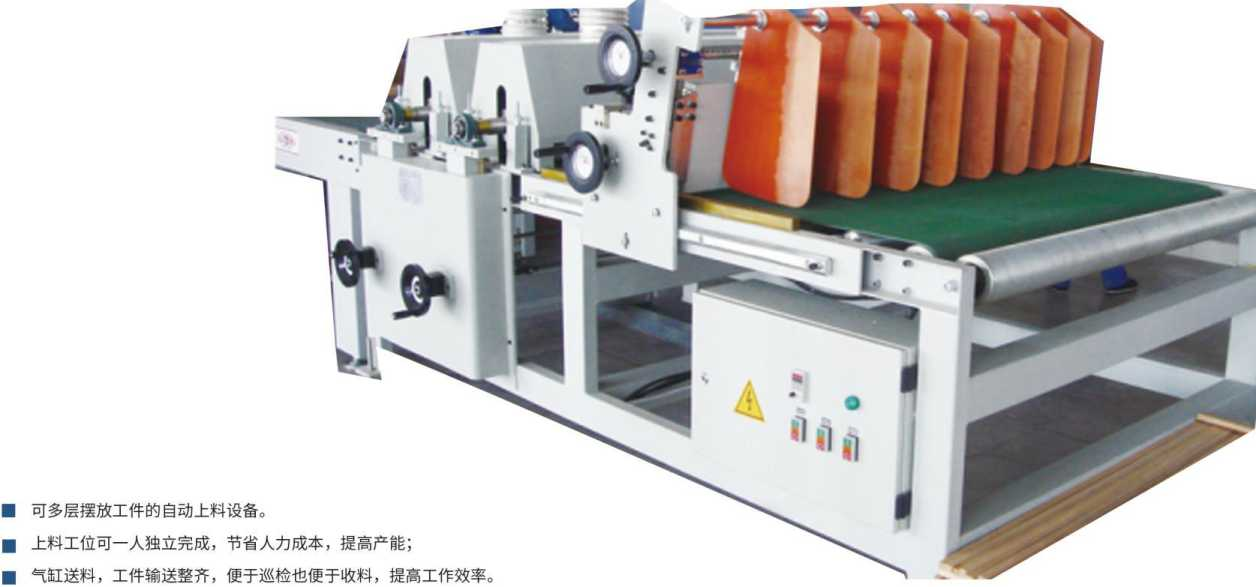 可多层摆放工件的自动上料设备。
上料工位可一人独立完成，节省人力成本，提高产能；
气缸送料，工件输送整齐，便于巡检也便于收料，提高工作效率。